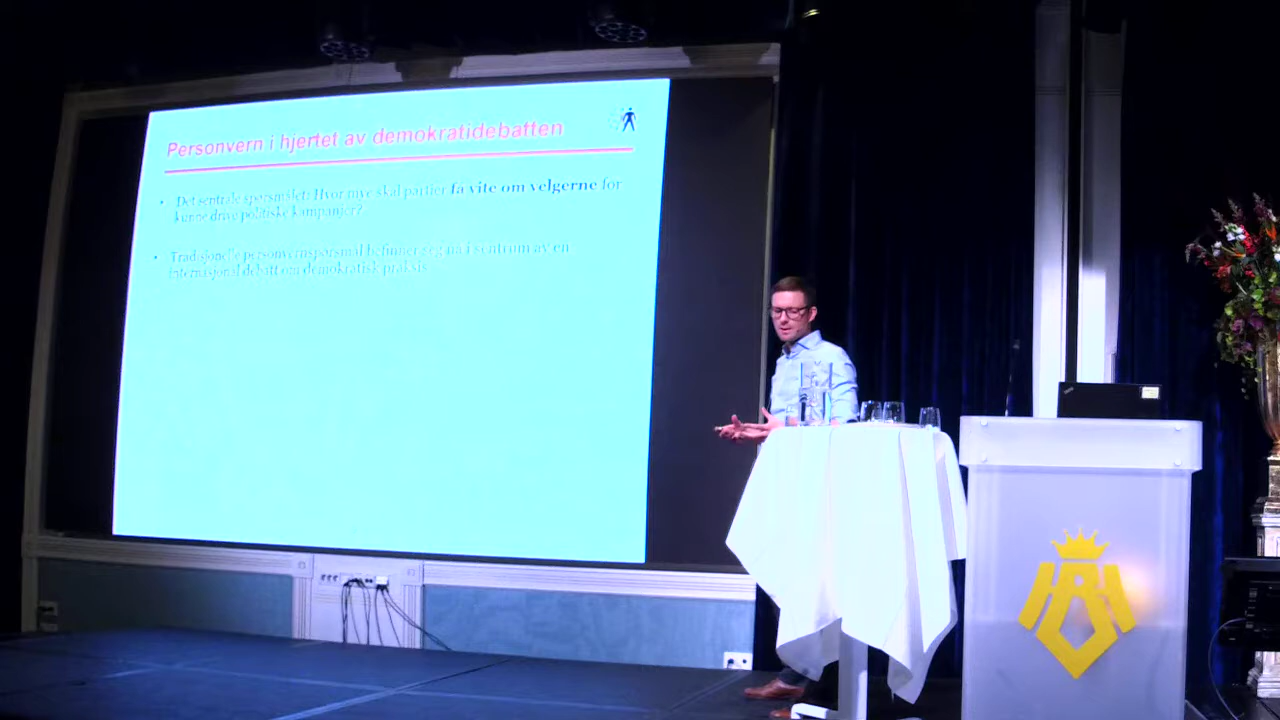 Personvern i hjertet av demokratidebatten
• Det sentrale spørsmålet: Hvor mye skal partier få vite om velgerne for
kunne drive politiske kampanjer?
• Tradisjonelle personvernspørsmål befinner seg nå i sentrum av en
internasjonal debatt om demokratisk praksis